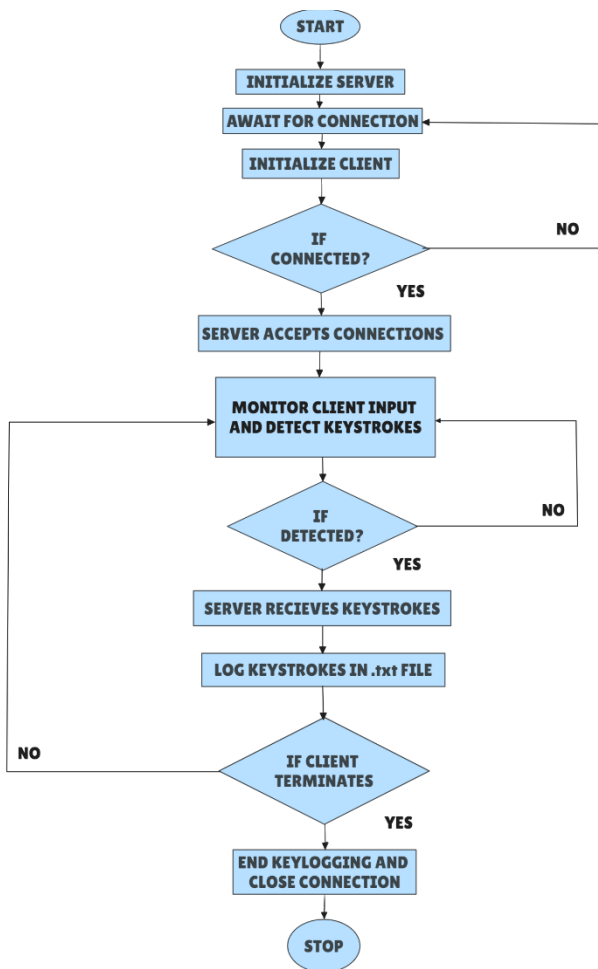 START
INITIALIZE SERVER
AWAIT FOR CONNECTION
INITIALIZE CLIENT
IF
CONNECTED?
NO
YES
SERVER ACCEPTS CONNECTIONS
MONITOR CLIENT INPUT
AND DETECT KEYSTROKES
IF
DETECTED?
NO
YES
SERVER RECIEVES KEYSTROKES
LOG KEYSTROKES IN .txt FILE
NO
IF CLIENT
TERMINATES
YES
END KEYLOGGING AND
CLOSE CONNECTION
STOP